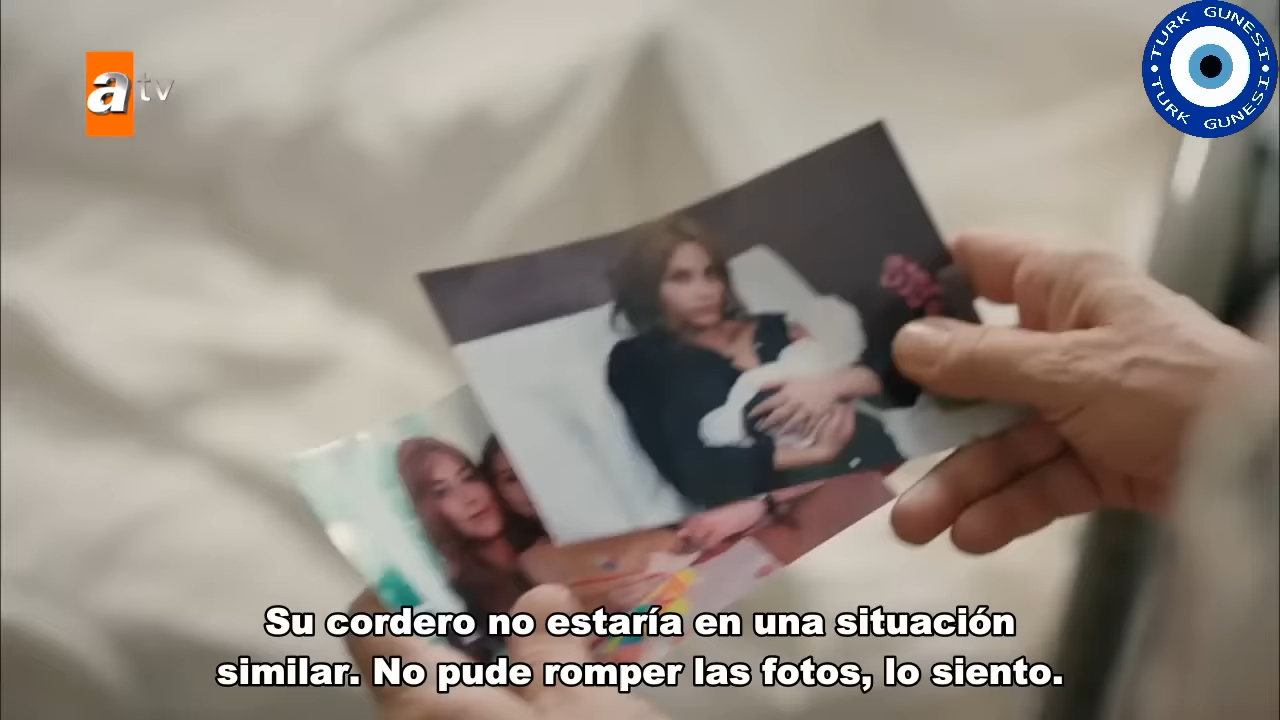 atv
TURK GUNESI
TURK GUNESI
Su cordero no estaría en una situación
similar. No pude romper las fotos, lo siento.